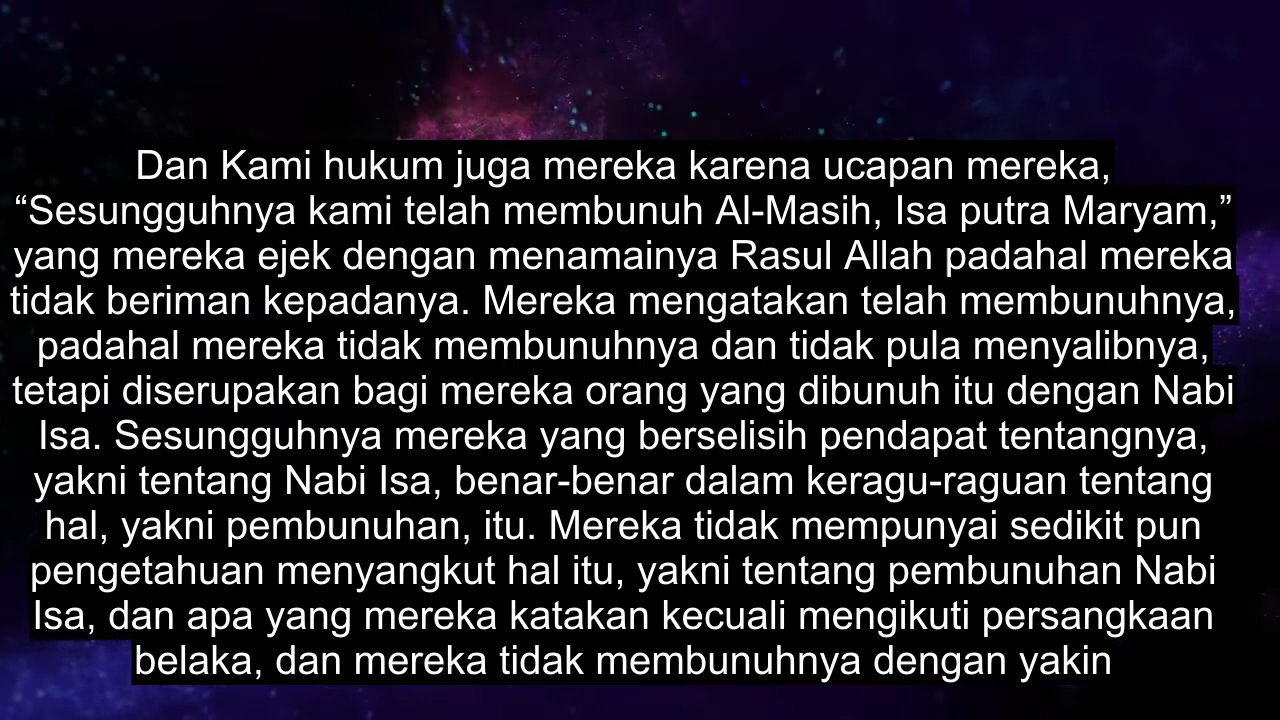 Dan Kami hukum juga mereka karena ucapan mereka,
“Sesungguhnya kami telah membunuh Al-Masih, Isa putra Maryam,”
yang mereka ejek dengan menamainya Rasul Allah padahal mereka
tidak beriman kepadanya. Mereka mengatakan telah membunuhnya,
padahal mereka tidak membunuhnya dan tidak pula menyalibnya,
tetapi diserupakan bagi mereka orang yang dibunuh itu dengan Nabi
Isa. Sesungguhnya mereka yang berselisih pendapat tentangnya,
yakni tentang Nabi Isa, benar-benar dalam keragu-raguan tentang
hal, yakni pembunuhan, itu. Mereka tidak mempunyai sedikit pun
pengetahuan menyangkut hal itu, yakni tentang pembunuhan Nabi
Isa, dan apa yang mereka katakan kecuali mengikuti persangkaan
belaka, dan mereka tidak membunuhnya dengan yakin